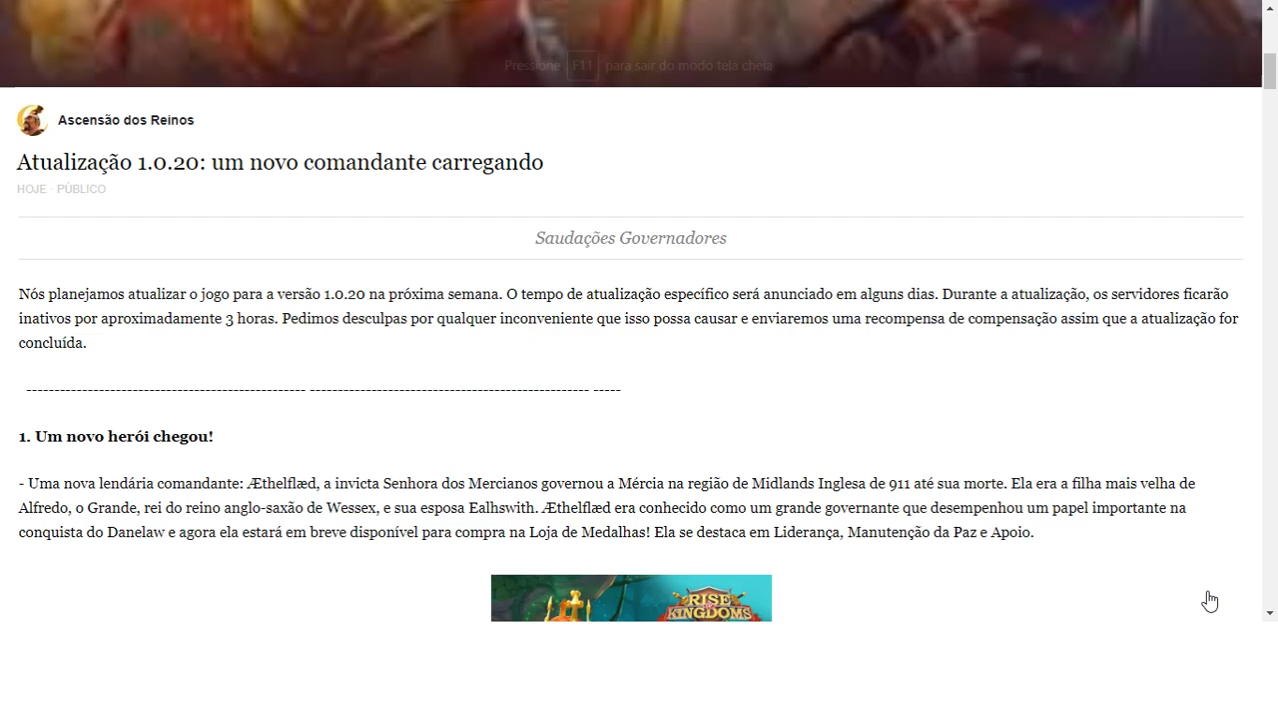 Pressione F11 para sair do modo tela cheia
Ascensão dos Reinos
Atualização 1.0.20: um novo comandante carregando
HOJE · PÚBLICO
Saudações Governadores
Nós planejamos atualizar o jogo para a versão 1.0.20 na próxima semana. O tempo de atualização específico será anunciado em alguns dias. Durante a atualização, os servidores ficarão
inativos por aproximadamente 3 horas. Pedimos desculpas por qualquer inconveniente que isso possa causar e enviaremos uma recompensa de compensação assim que a atualização for
concluída.
-------------------------------------------------- -------------------------------------------------- -----
1. Um novo herói chegou!
- Uma nova lendária comandante: Æthelflæd, a invicta Senhora dos Mercianos governou a Mércia na região de Midlands Inglesa de 911 até sua morte. Ela era a filha mais velha de
Alfredo, o Grande, rei do reino anglo-saxão de Wessex, e sua esposa Ealhswith. Æthelflæd era conhecido como um grande governante que desempenhou um papel importante na
conquista do Danelaw e agora ela estará em breve disponível para compra na Loja de Medalhas! Ela se destaca em Liderança, Manutenção da Paz e Apoio.
RISE
OF
KINGDOMS